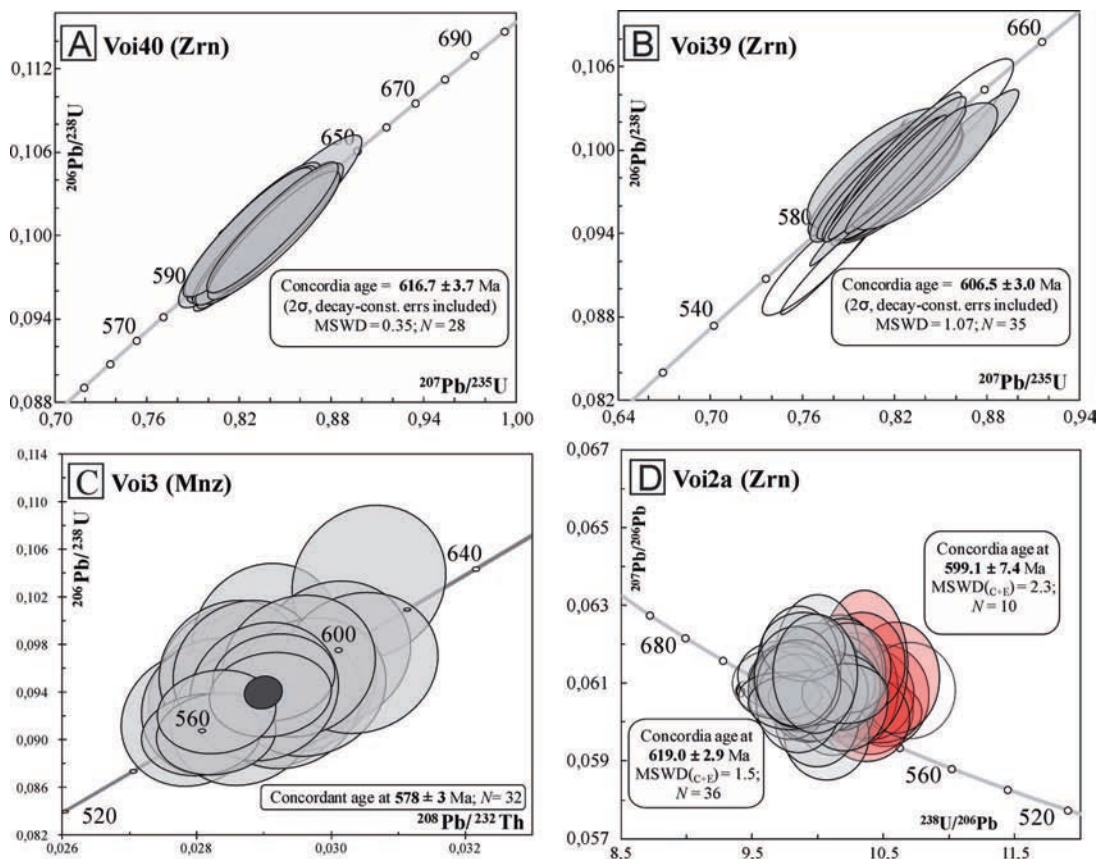 A Voi40 (Zrn)
²⁰⁶Pb/²³⁸U
0,112
0,106
0,100
0,094
0,088
690
670
650
590
570
Concordia age = 616.7 ± 3.7 Ma
(2σ, decay-const. errs included)
MSWD = 0.35; N = 28
²⁰⁷Pb/²³⁵U
0,70 0,76 0,82 0,88 0,94 1,00
B Voi39 (Zrn)
²⁰⁶Pb/²³⁸U
0,106
0,100
0,094
0,088
0,082
660
580
540
Concordia age = 606.5 ± 3.0 Ma
(2σ, decay-const. errs included)
MSWD = 1.07; N = 35
²⁰⁷Pb/²³⁵U
0,64 0,70 0,76 0,82 0,88 0,94
C Voi3 (Mnz)
²⁰⁶Pb/²³⁸U
0,114
0,110
0,106
0,102
0,098
0,094
0,090
0,086
0,082
640
600
560
520
Concordant age at 578 ± 3 Ma; N= 32
²⁰⁸Pb/²³²Th
0,026 0,028 0,030 0,032
D Voi2a (Zrn)
²⁰⁷Pb/²⁰⁶Pb
0,067
0,065
0,063
0,061
0,059
0,057
680
560
520
Concordia age at
599.1 ± 7.4 Ma
MSWD(C+E) = 2.3;
N = 10
Concordia age at
619.0 ± 2.9 Ma
MSWD(C+E) = 1.5;
N = 36
²³⁸U/²⁰⁶Pb
8.5 9.5 10.5 11.5